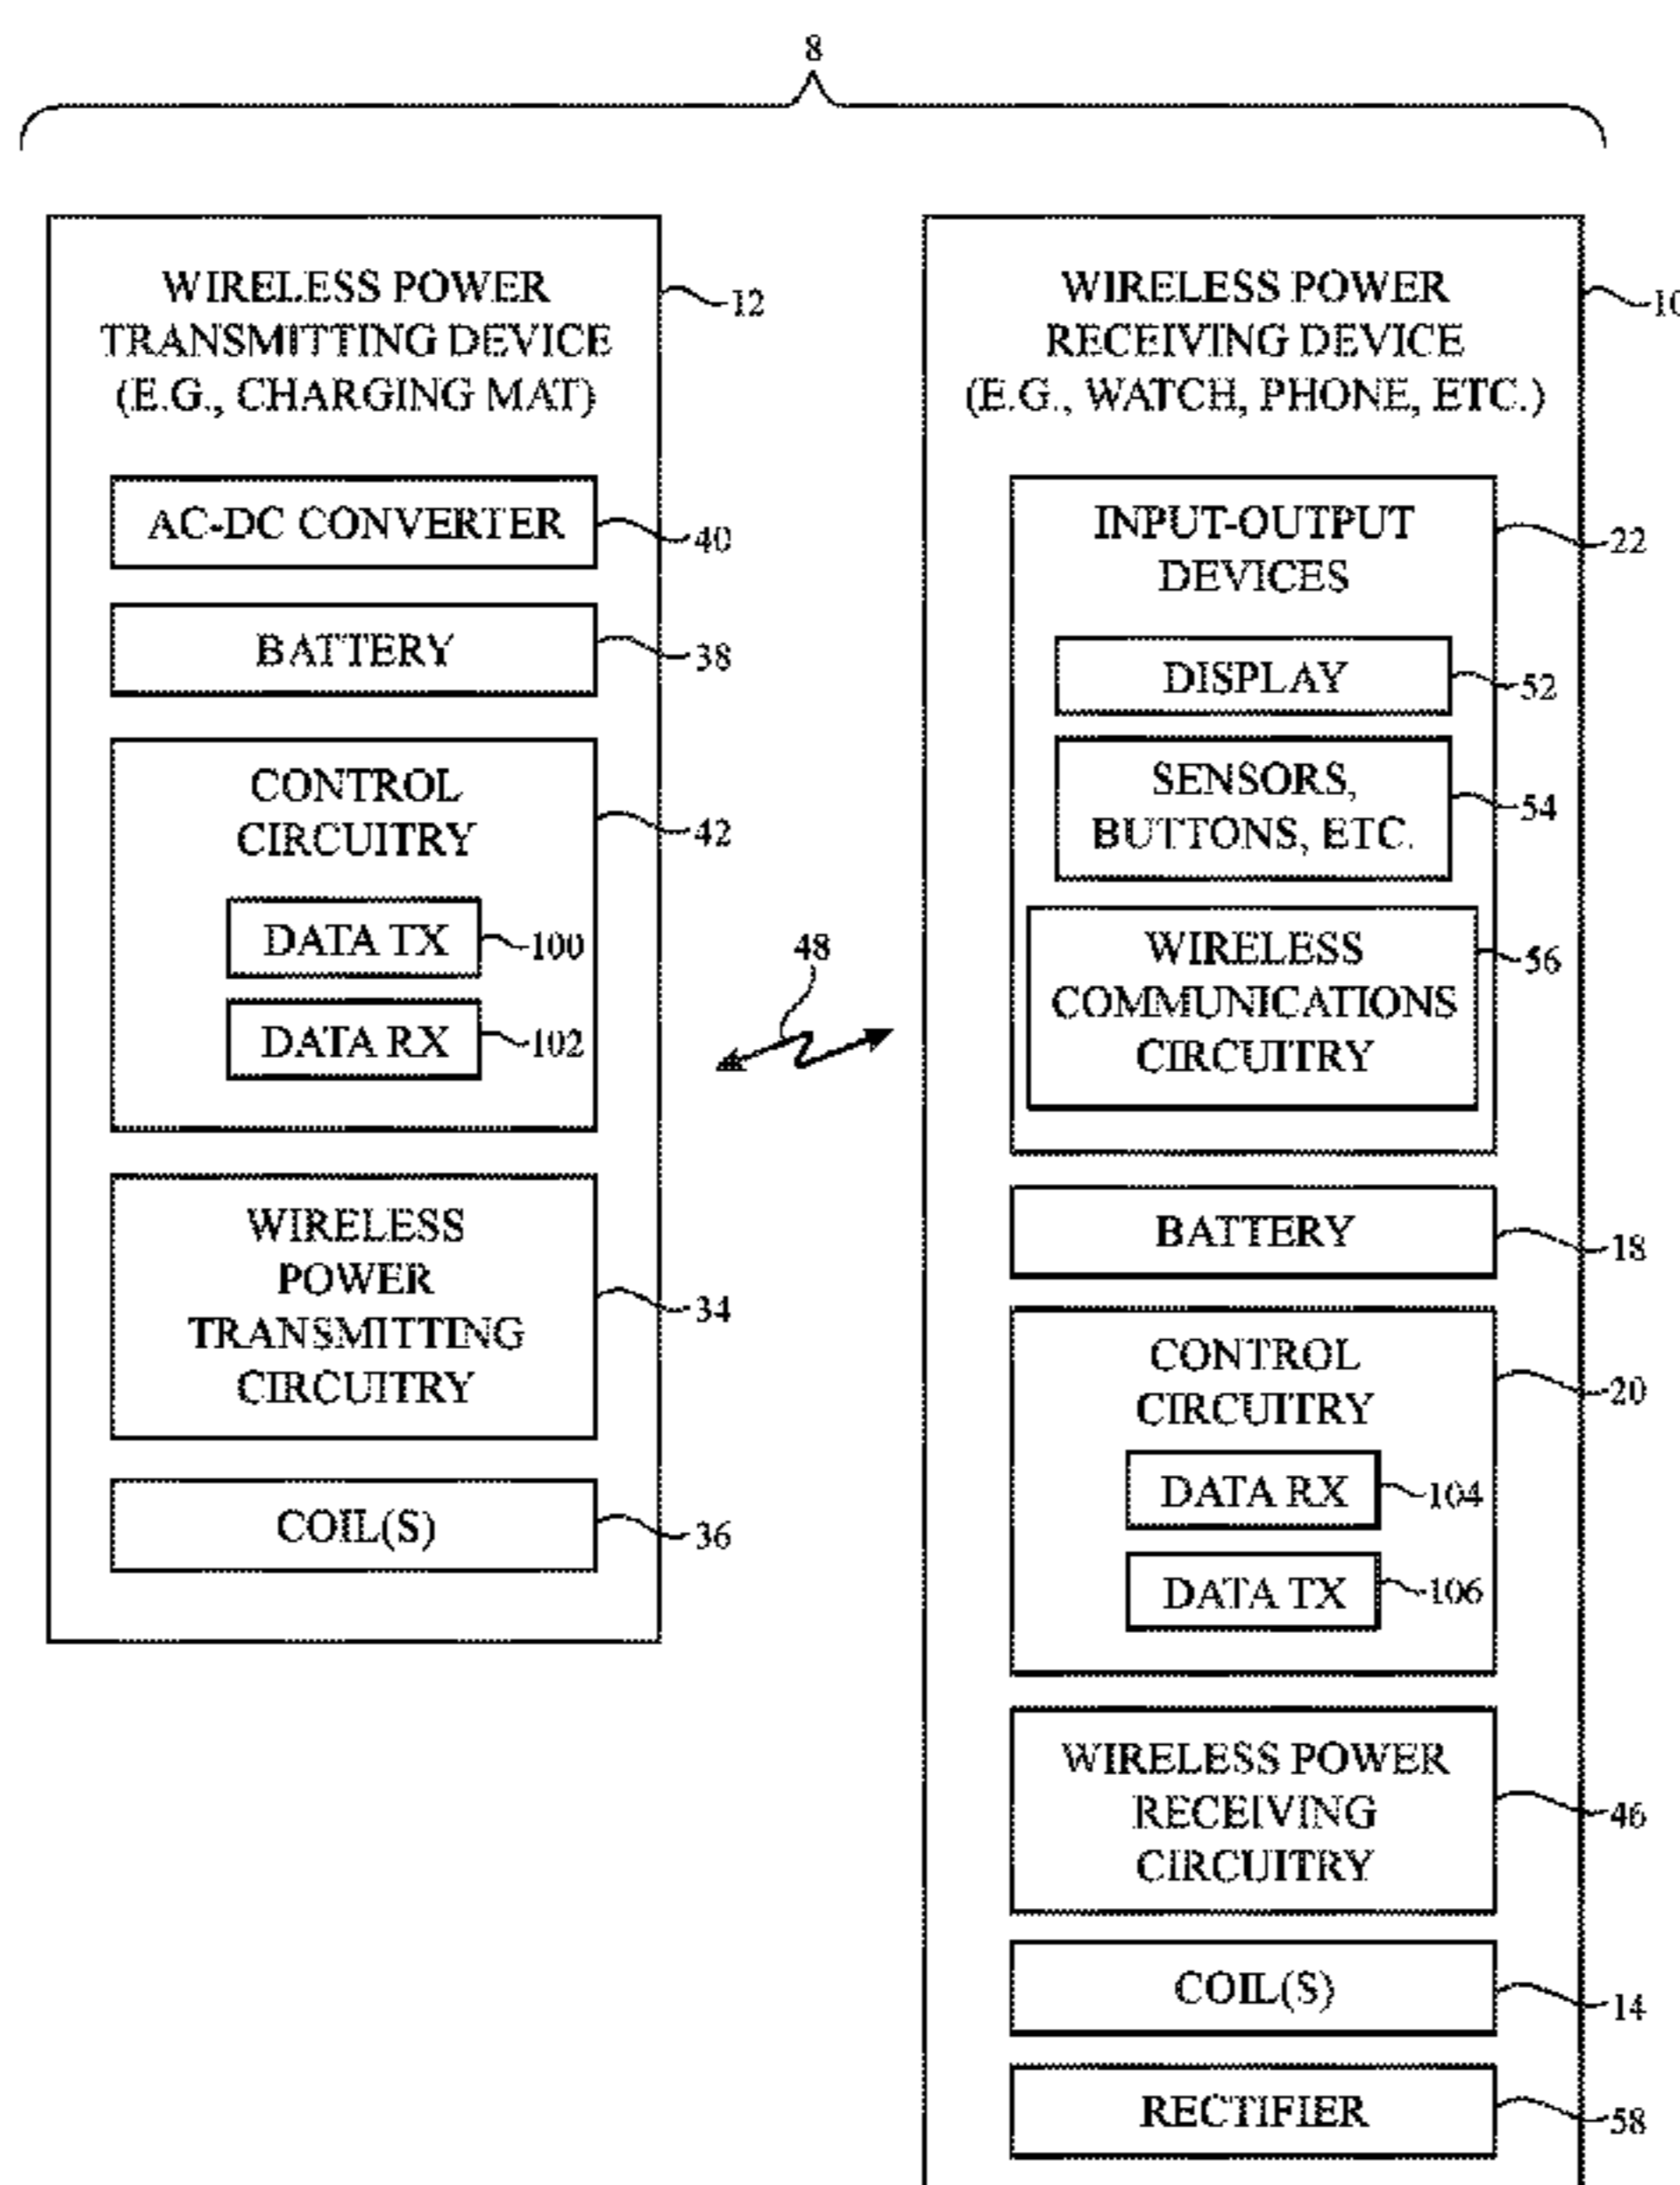 8
WIRELESS POWER
TRANSMITTING DEVICE
(E.G., CHARGING MAT)
12
AC-DC CONVERTER
40
BATTERY
38
CONTROL
CIRCUITRY
42
DATA TX
100
DATA RX
102
WIRELESS
POWER
TRANSMITTING
CIRCUITRY
34
COIL(S)
36
48
WIRELESS POWER
RECEIVING DEVICE
(E.G., WATCH, PHONE, ETC.)
10
INPUT-OUTPUT
DEVICES
22
DISPLAY
52
SENSORS,
BUTTONS, ETC.
54
WIRELESS
COMMUNICATIONS
CIRCUITRY
56
BATTERY
18
CONTROL
CIRCUITRY
20
DATA RX
104
DATA TX
106
WIRELESS POWER
RECEIVING
CIRCUITRY
46
COIL(S)
14
RECTIFIER
58